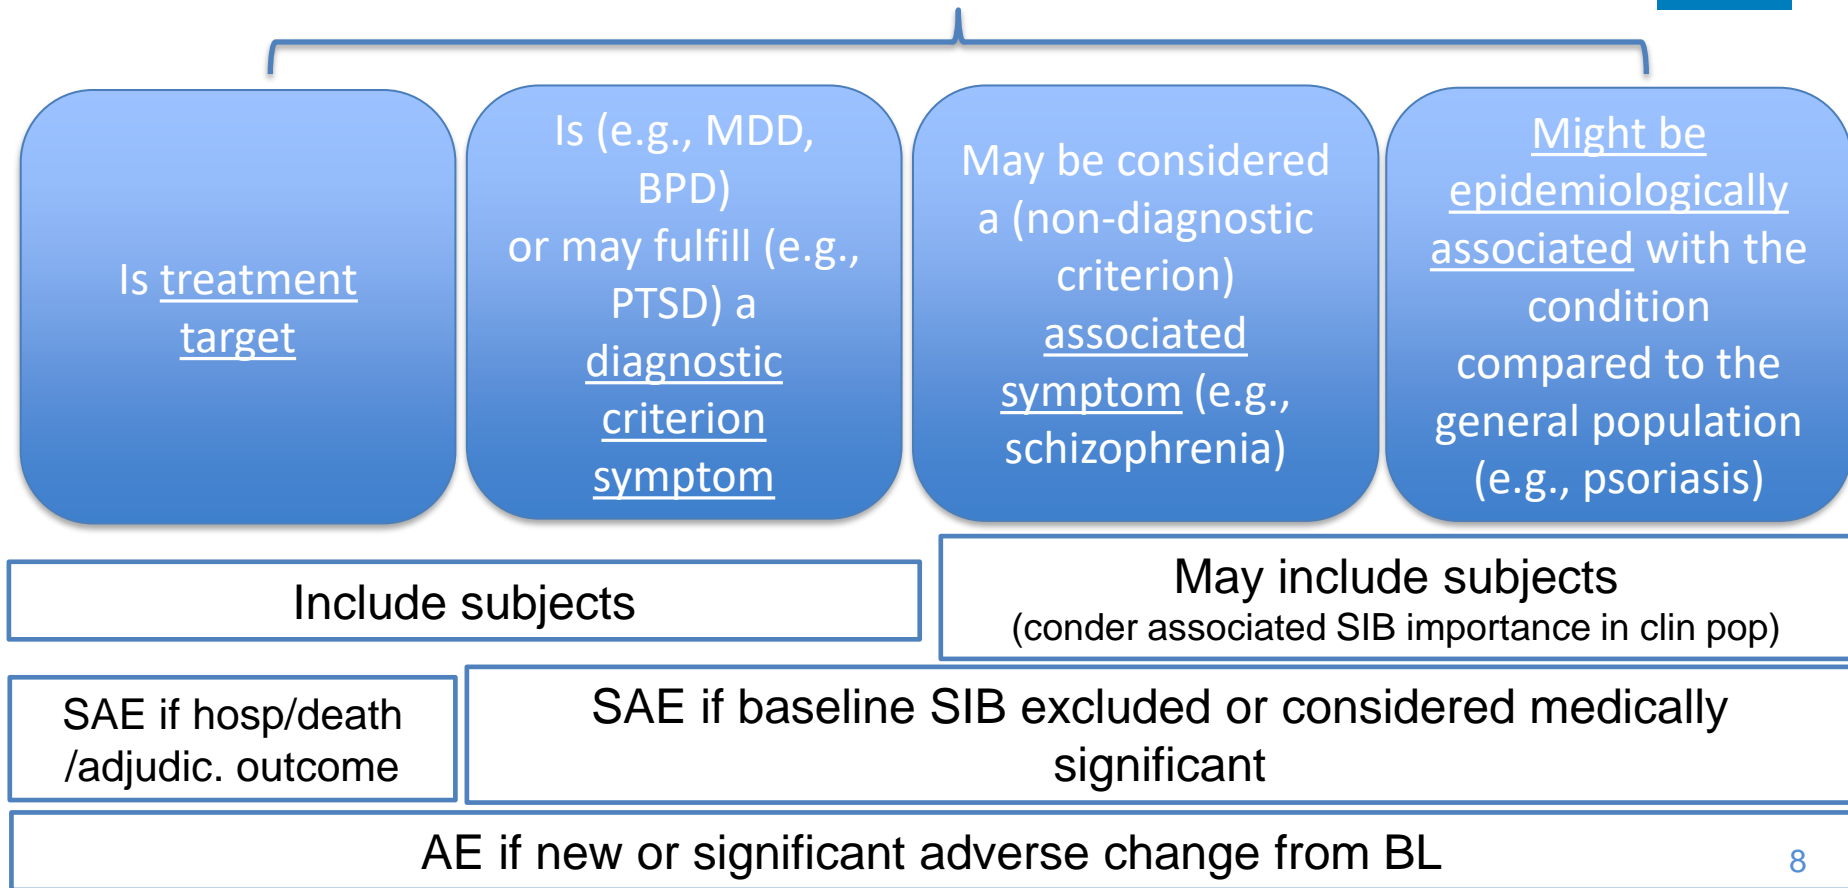 Is treatment
target
Is (e.g., MDD,
BPD)
or may fulfill (e.g.,
PTSD) a
diagnostic
criterion
symptom
May be considered
a (non-diagnostic
criterion)
associated
symptom (e.g.,
schizophrenia)
Might be
epidemiologically
associated with the
condition
compared to the
general population
(e.g., psoriasis)
Include subjects
May include subjects
(conder associated SIB importance in clin pop)
SAE if hosp/death
/adjudic. outcome
SAE if baseline SIB excluded or considered medically
significant
AE if new or significant adverse change from BL
8